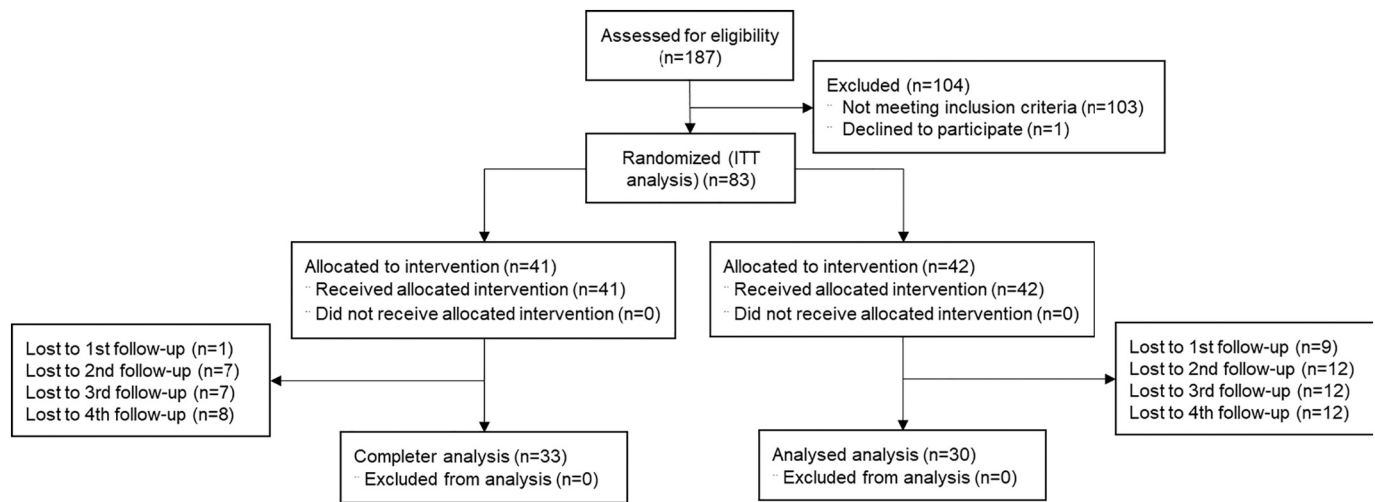 Assessed for eligibility
(n=187)
Excluded (n=104)
¨ Not meeting inclusion criteria (n=103)
¨ Declined to participate (n=1)
Randomized (ITT
analysis) (n=83)
Allocated to intervention (n=41)
¨ Received allocated intervention (n=41)
¨ Did not receive allocated intervention (n=0)
Allocated to intervention (n=42)
¨ Received allocated intervention (n=42)
¨ Did not receive allocated intervention (n=0)
Lost to 1st follow-up (n=1)
Lost to 2nd follow-up (n=7)
Lost to 3rd follow-up (n=7)
Lost to 4th follow-up (n=8)
Lost to 1st follow-up (n=9)
Lost to 2nd follow-up (n=12)
Lost to 3rd follow-up (n=12)
Lost to 4th follow-up (n=12)
Completer analysis (n=33)
¨ Excluded from analysis (n=0)
Analysed analysis (n=30)
¨ Excluded from analysis (n=0)